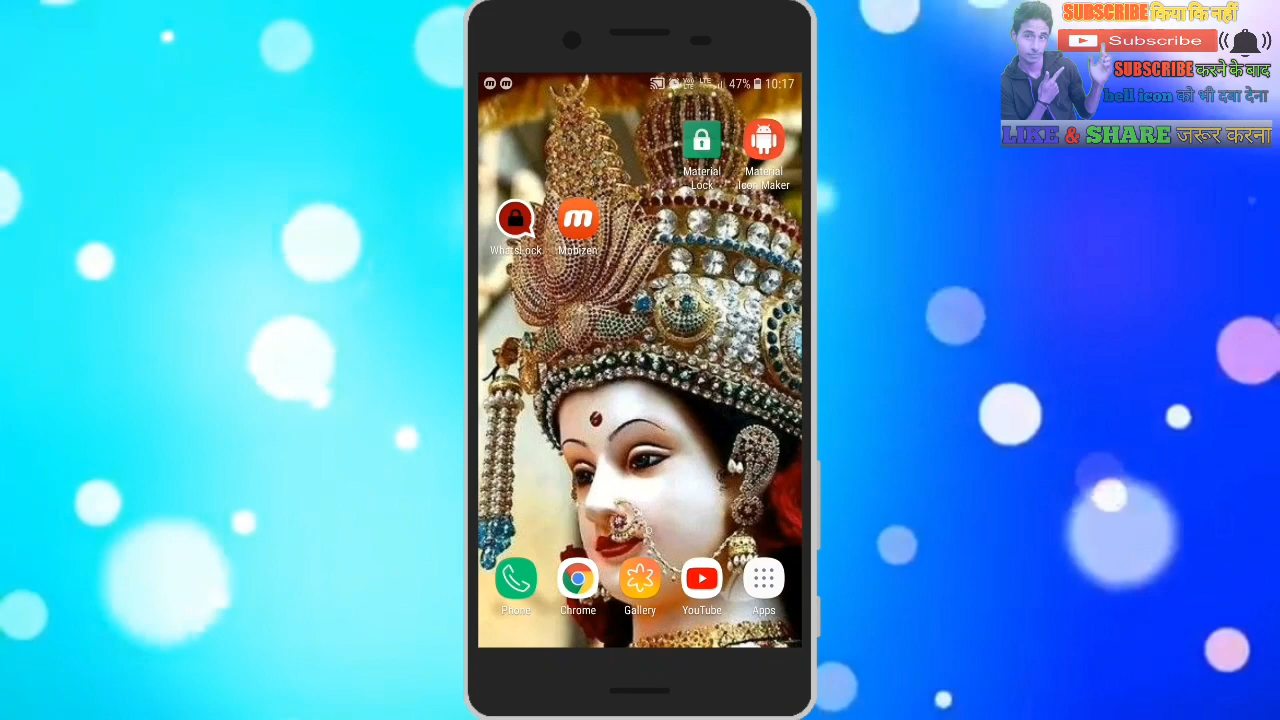 SUBSCRIBE किया कि नहीं
Subscribe
SUBSCRIBE करने के बाद
bell icon को भी दबा देना
LIKE & SHARE जरूर करना
47% 10:17
Material Lock
Material Icon Maker
WhatsLock
Mobizen
Phone
Chrome
Gallery
YouTube
Apps